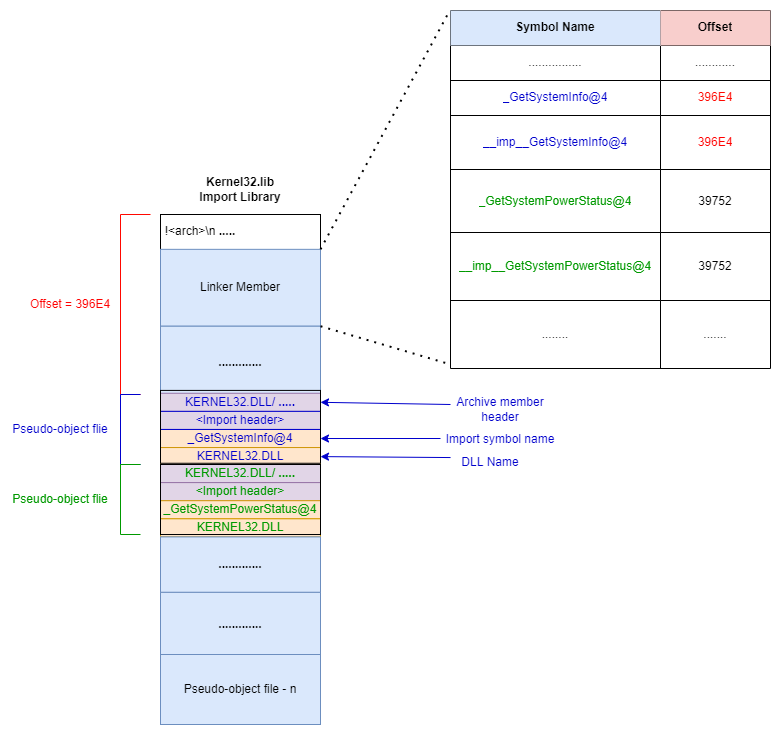 Symbol Name
Offset
................
............
_GetSystemInfo@4
396E4
__imp__GetSystemInfo@4
396E4
_GetSystemPowerStatus@4
39752
__imp__GetSystemPowerStatus@4
39752
........
.......
Kernel32.lib
Import Library
!<arch>\n .....
Linker Member
Offset = 396E4
.............
KERNEL32.DLL/ .....
Archive member
header
<Import header>
Pseudo-object flie
_GetSystemInfo@4
Import symbol name
KERNEL32.DLL
DLL Name
KERNEL32.DLL/ .....
<Import header>
Pseudo-object flie
_GetSystemPowerStatus@4
KERNEL32.DLL
.............
.............
Pseudo-object file - n